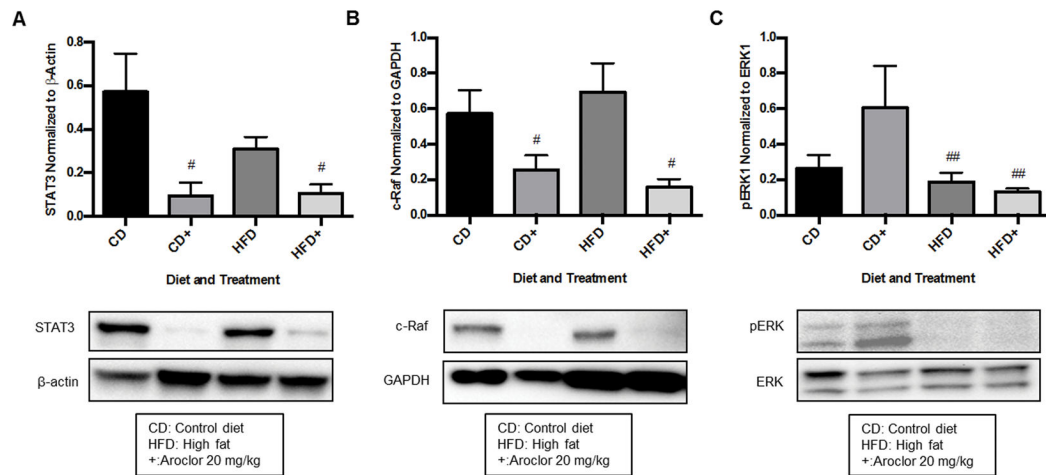 A
STAT3 Normalized to β-Actin
0.8
0.6
0.4
0.2
0.0
#
#
CD
CD+
HFD
HFD+
Diet and Treatment
STAT3
β-actin
CD: Control diet
HFD: High fat
+:Aroclor 20 mg/kg
B
c-Raf Normalized to GAPDH
1.0
0.8
0.6
0.4
0.2
0.0
#
#
CD
CD+
HFD
HFD+
Diet and Treatment
c-Raf
GAPDH
CD: Control diet
HFD: High fat
+:Aroclor 20 mg/kg
C
pERK1 Normalized to ERK1
1.0
0.8
0.6
0.4
0.2
0.0
##
##
CD
CD+
HFD
HFD+
Diet and Treatment
pERK
ERK
CD: Control diet
HFD: High fat
+:Aroclor 20 mg/kg